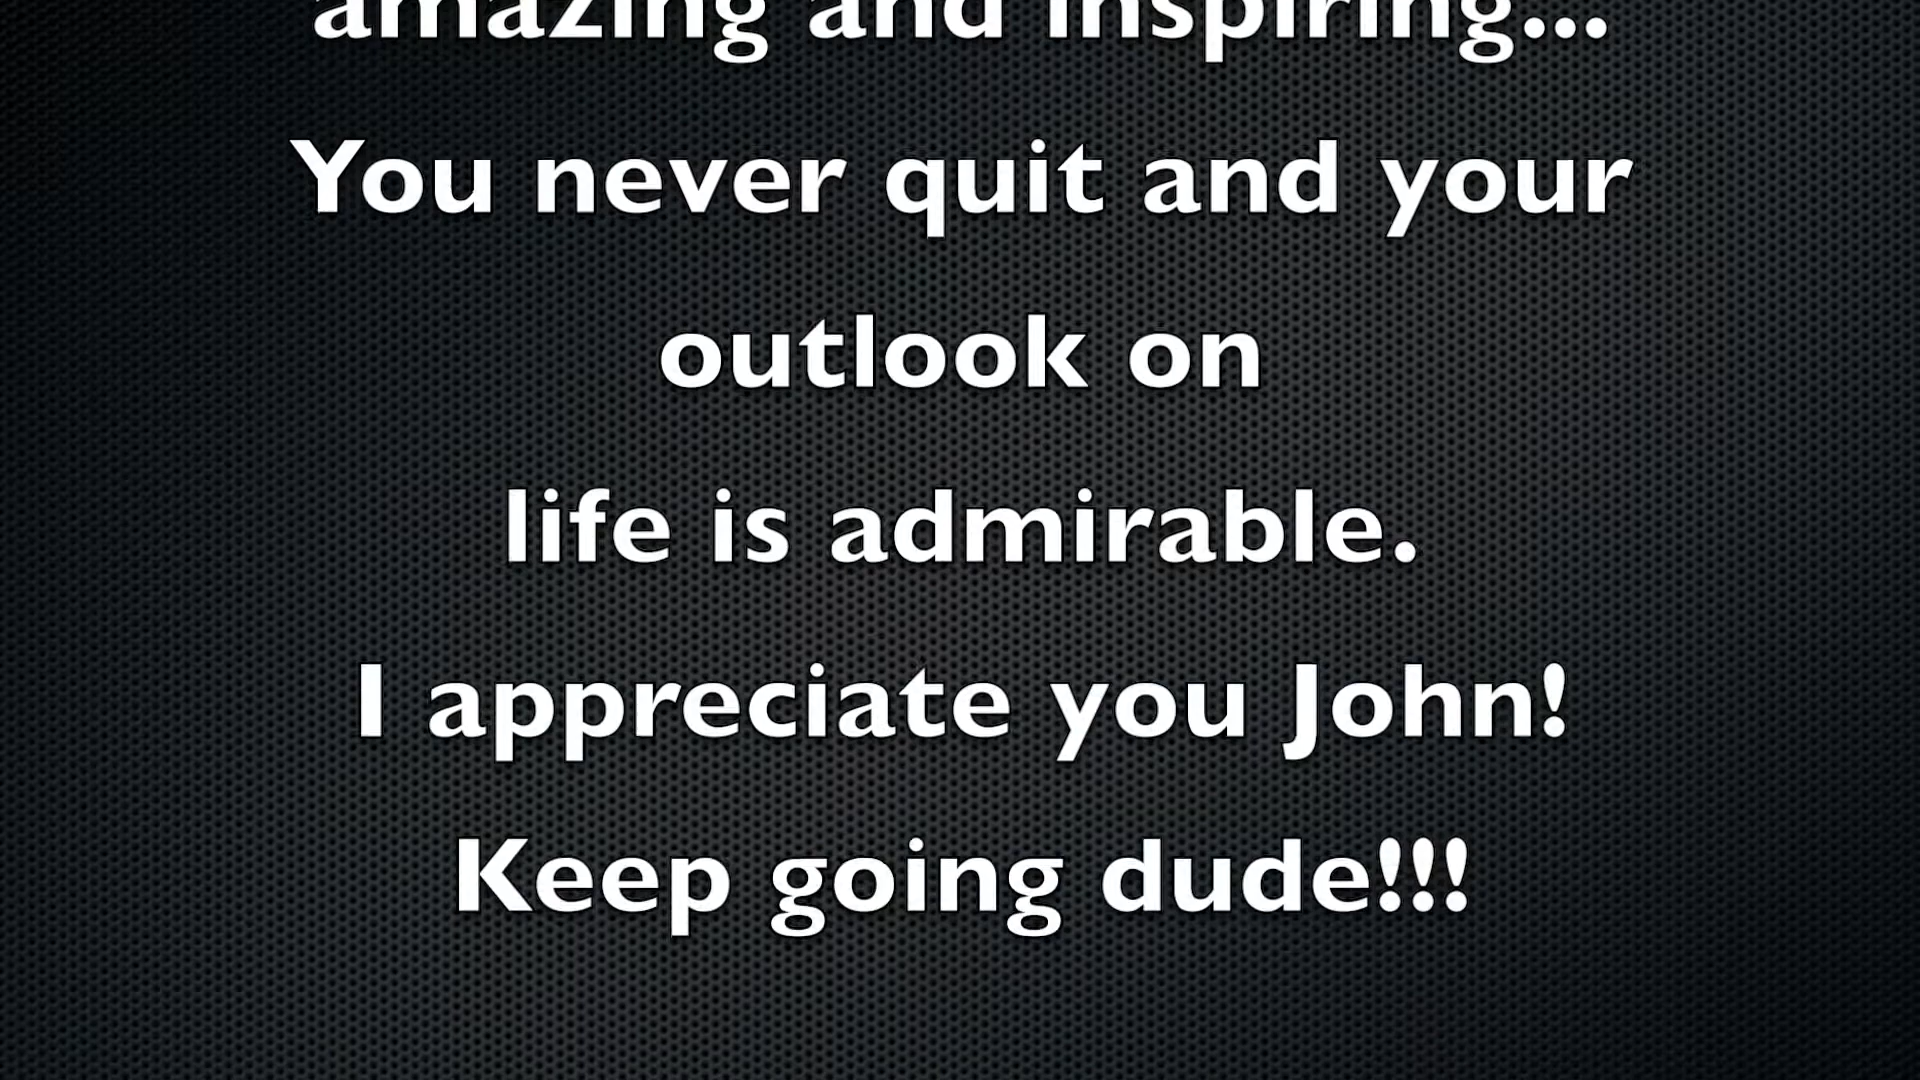 amazing and inspiring...
You never quit and your
outlook on
life is admirable.
I appreciate you John!
Keep going dude!!!